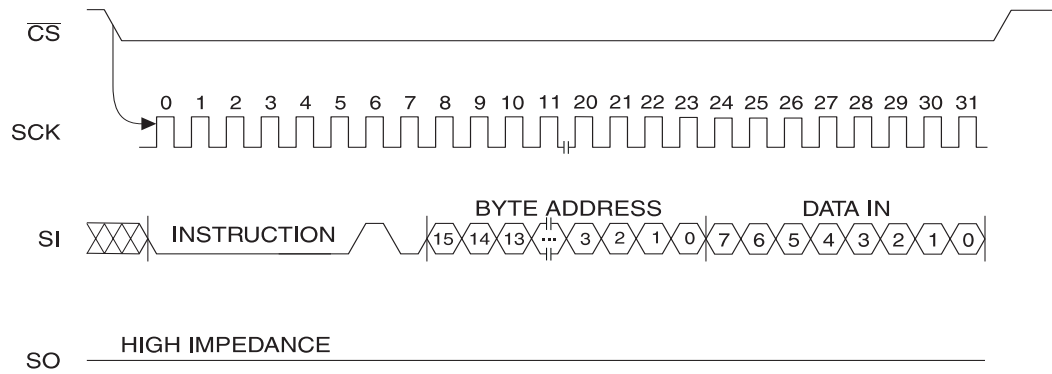 CS
0 1 2 3 4 5 6 7 8 9 10 11 20 21 22 23 24 25 26 27 28 29 30 31
SCK
BYTE ADDRESS DATA IN
SI INSTRUCTION 15 14 13 ... 3 2 1 0 7 6 5 4 3 2 1 0
HIGH IMPEDANCE
SO